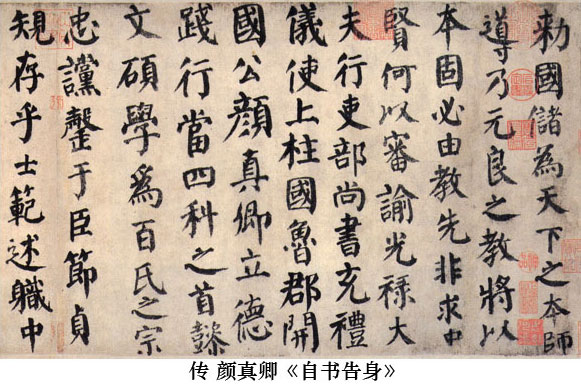 勅國儲為天下之本師
導乃元良之教將以
本固必由教先非求中
賢何以審諭光祿大
夫行吏部尚書充禮
儀使上柱國魯郡開
國公顏真卿立德
踐行當四科之首懿
文碩學爲百氏之宗
忠讜罄于臣節貞
規存乎士範述職中
传 颜真卿《自书告身》